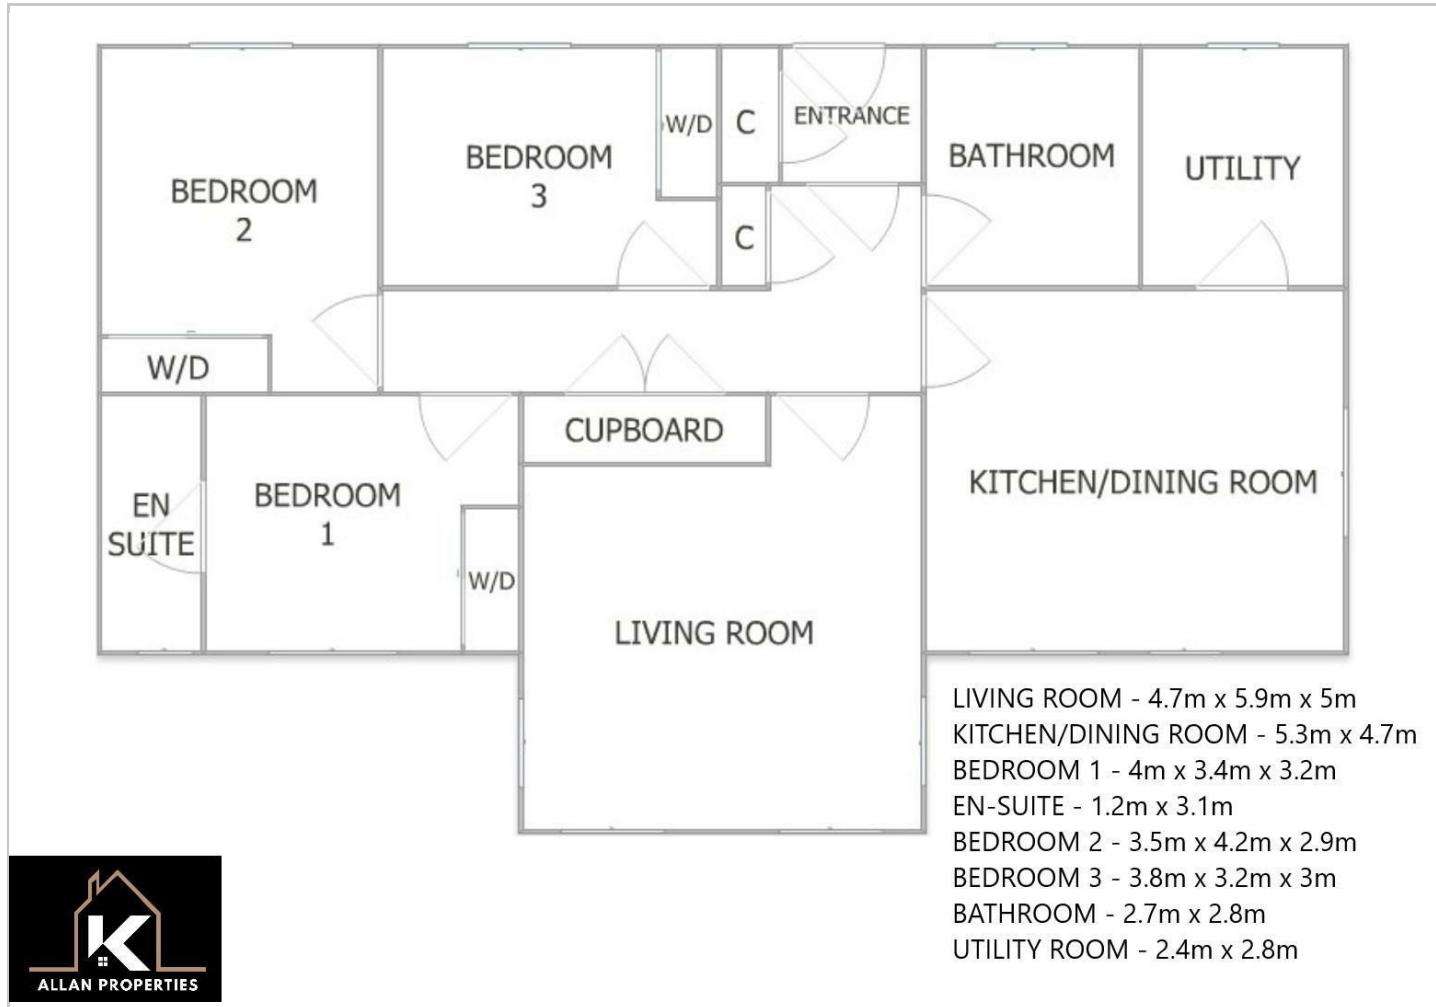 BEDROOM
2
W/D
BEDROOM
3
W/D
C
ENTRANCE
C
BATHROOM
UTILITY
EN
SUITE
BEDROOM
1
W/D
CUPBOARD
LIVING ROOM
KITCHEN/DINING ROOM
LIVING ROOM - 4.7m x 5.9m x 5m
KITCHEN/DINING ROOM - 5.3m x 4.7m
BEDROOM 1 - 4m x 3.4m x 3.2m
EN-SUITE - 1.2m x 3.1m
BEDROOM 2 - 3.5m x 4.2m x 2.9m
BEDROOM 3 - 3.8m x 3.2m x 3m
BATHROOM - 2.7m x 2.8m
UTILITY ROOM - 2.4m x 2.8m
K
ALLAN PROPERTIES